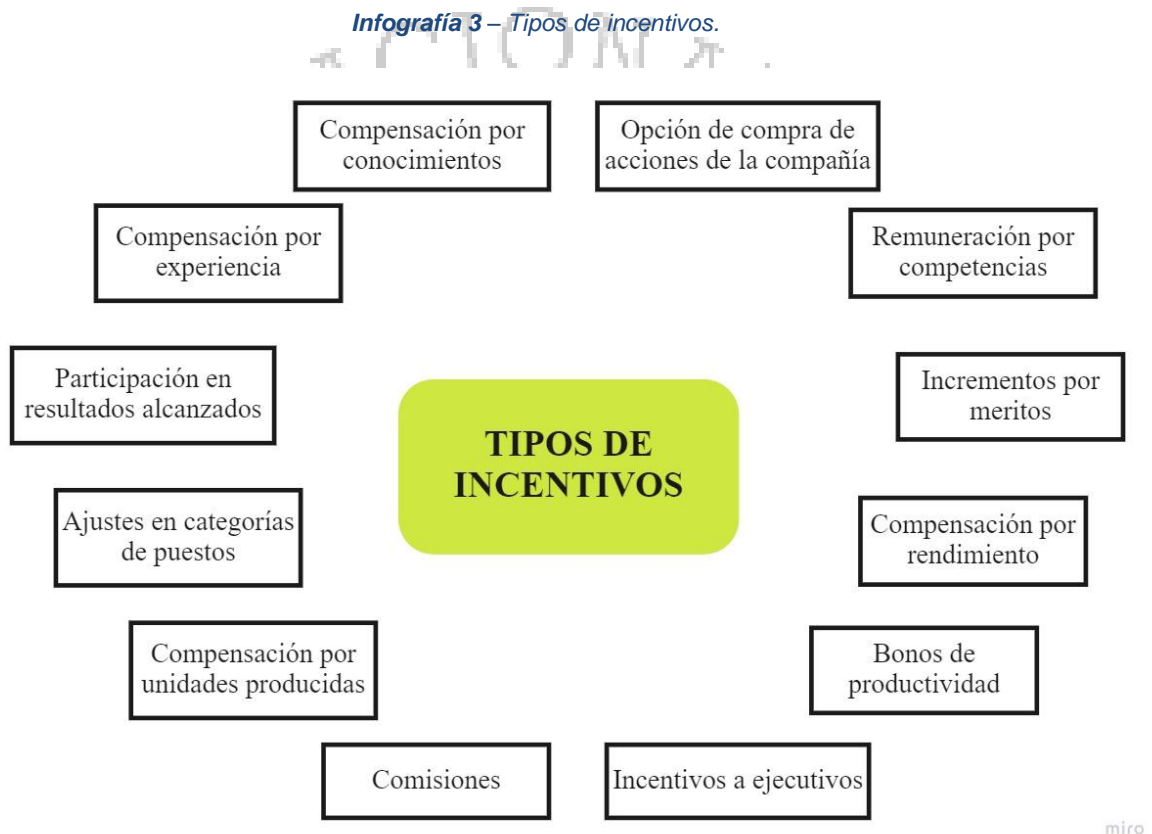 Infografía 3 – Tipos de incentivos.
Compensación por
conocimientos
Opción de compra de
acciones de la compañía
Compensación por
experiencia
Remuneración por
competencias
Participación en
resultados alcanzados
Incrementos por
meritos
TIPOS DE
INCENTIVOS
Ajustes en categorías
de puestos
Compensación por
rendimiento
Compensación por
unidades producidas
Bonos de
productividad
Comisiones
Incentivos a ejecutivos
miro